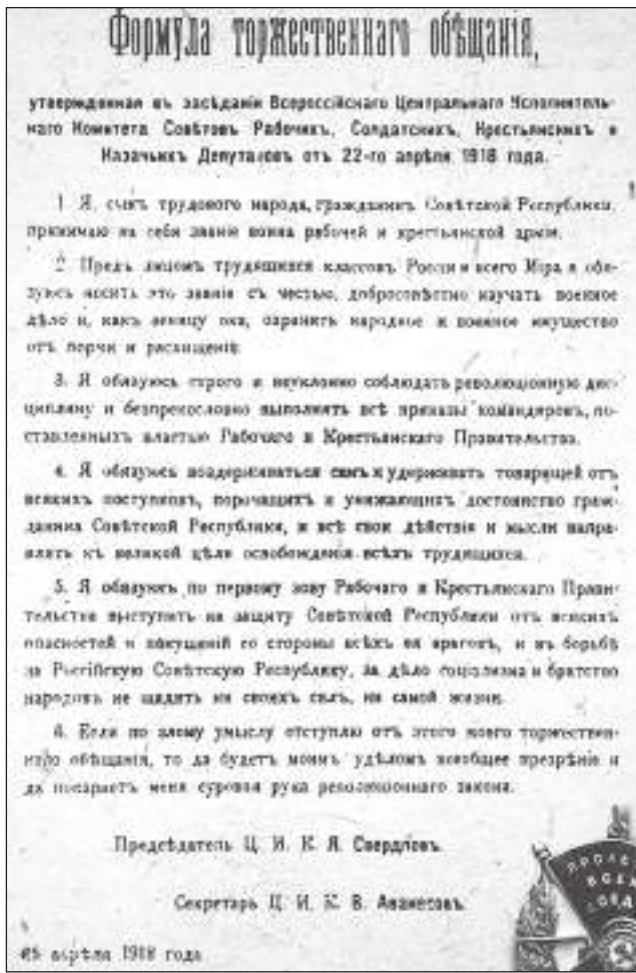 Формула торжественнаго обѣщанія,
утвержденная въ засѣданіи Всероссійскаго Центральнаго Исполнитель-
наго Комитета Совѣтовъ Рабочихъ, Солдатскихъ, Крестьянскихъ и
Казачьихъ Депутатовъ отъ 22-го апрѣля 1918 года.
1 Я, сынъ трудового народа, гражданинъ Совѣтской Республики,
принимаю на себя званіе воина рабочей и крестьянской арміи.
2 Предъ лицомъ трудящихся классовъ Россіи и всего Міра я обя-
зуюсь носить это званіе съ честью, добросовѣстно изучать военное
дѣло и, какъ зеницу ока, охранять народное и военное имущество
отъ порчи и расхищенія
3. Я обязуюсь строго и неуклонно соблюдать революціонную дис-
циплину и безпрекословно выполнять всѣ приказы командировъ, по-
ставленныхъ властью Рабочаго и Крестьянскаго Правительства.
4. Я обязуюсь воздерживаться самъ и удерживать товарищей отъ
всякихъ поступковъ, порочащихъ и унижающихъ достоинство граж-
данина Совѣтской Республики, и всѣ свои дѣйствія и мысли напра-
влять къ великой цѣли освобожденія всѣхъ трудящихся.
5. Я обязуюсь по первому зову Рабочаго и Крестьянскаго Прави-
тельства выступить на защиту Совѣтской Республики отъ всякихъ
опасностей и покушеній со стороны всѣхъ ея враговъ, и въ борьбѣ
за Россійскую Совѣтскую Республику, за дѣло соціализма и братство
народовъ не щадить ни своихъ силъ, ни самой жизни.
6. Если по злому умыслу отступлю отъ этого моего торжествен-
наго обѣщанія, то да будетъ моимъ удѣломъ всеобщее презрѣніе и
да покараетъ меня суровая рука революціоннаго закона.
Предсѣдатель Ц. И. К. Я. Свердловъ.
Секретарь Ц. И. К. В. Аванесовъ.
апрѣля 1918 года
ПРОЛЕ
ВСЕХ